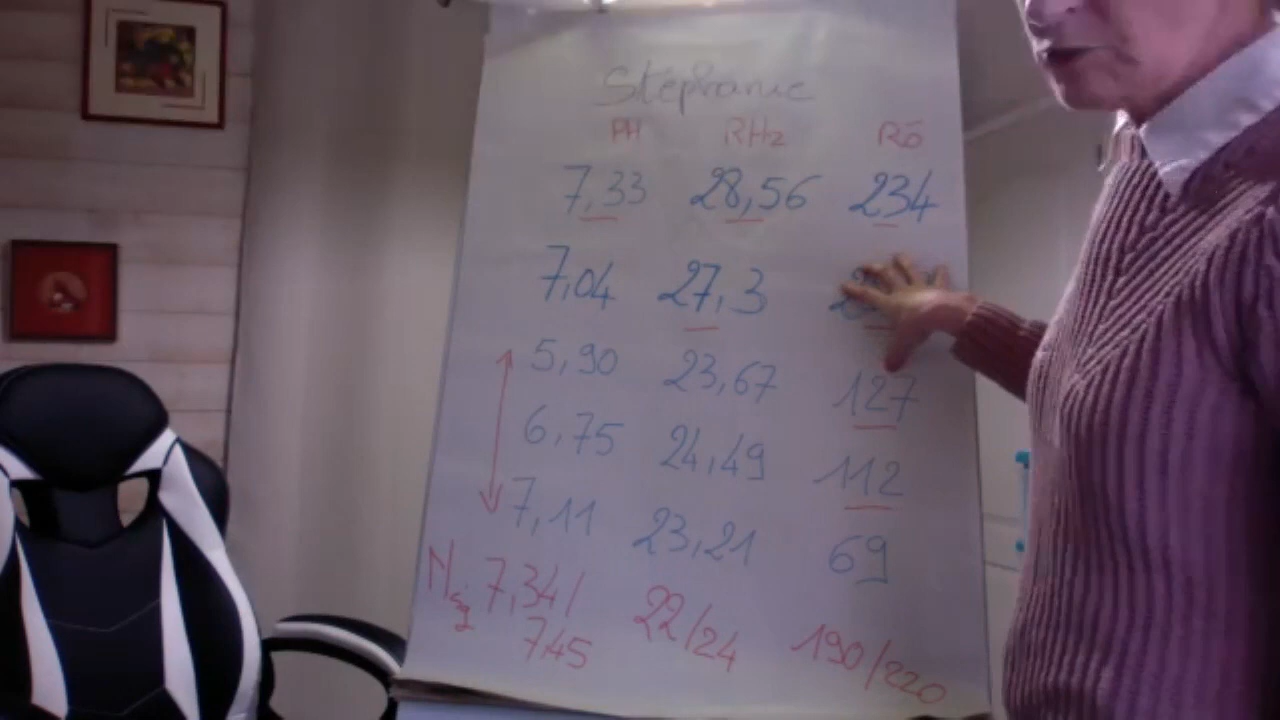 Stéphanie
PH RH2 Rö
7,33 28,56 234
7,04 27,3
5,90 23,67 127
6,75 24,49 112
7,11 23,21 69
7,34/ 22/24 190/220
7,45